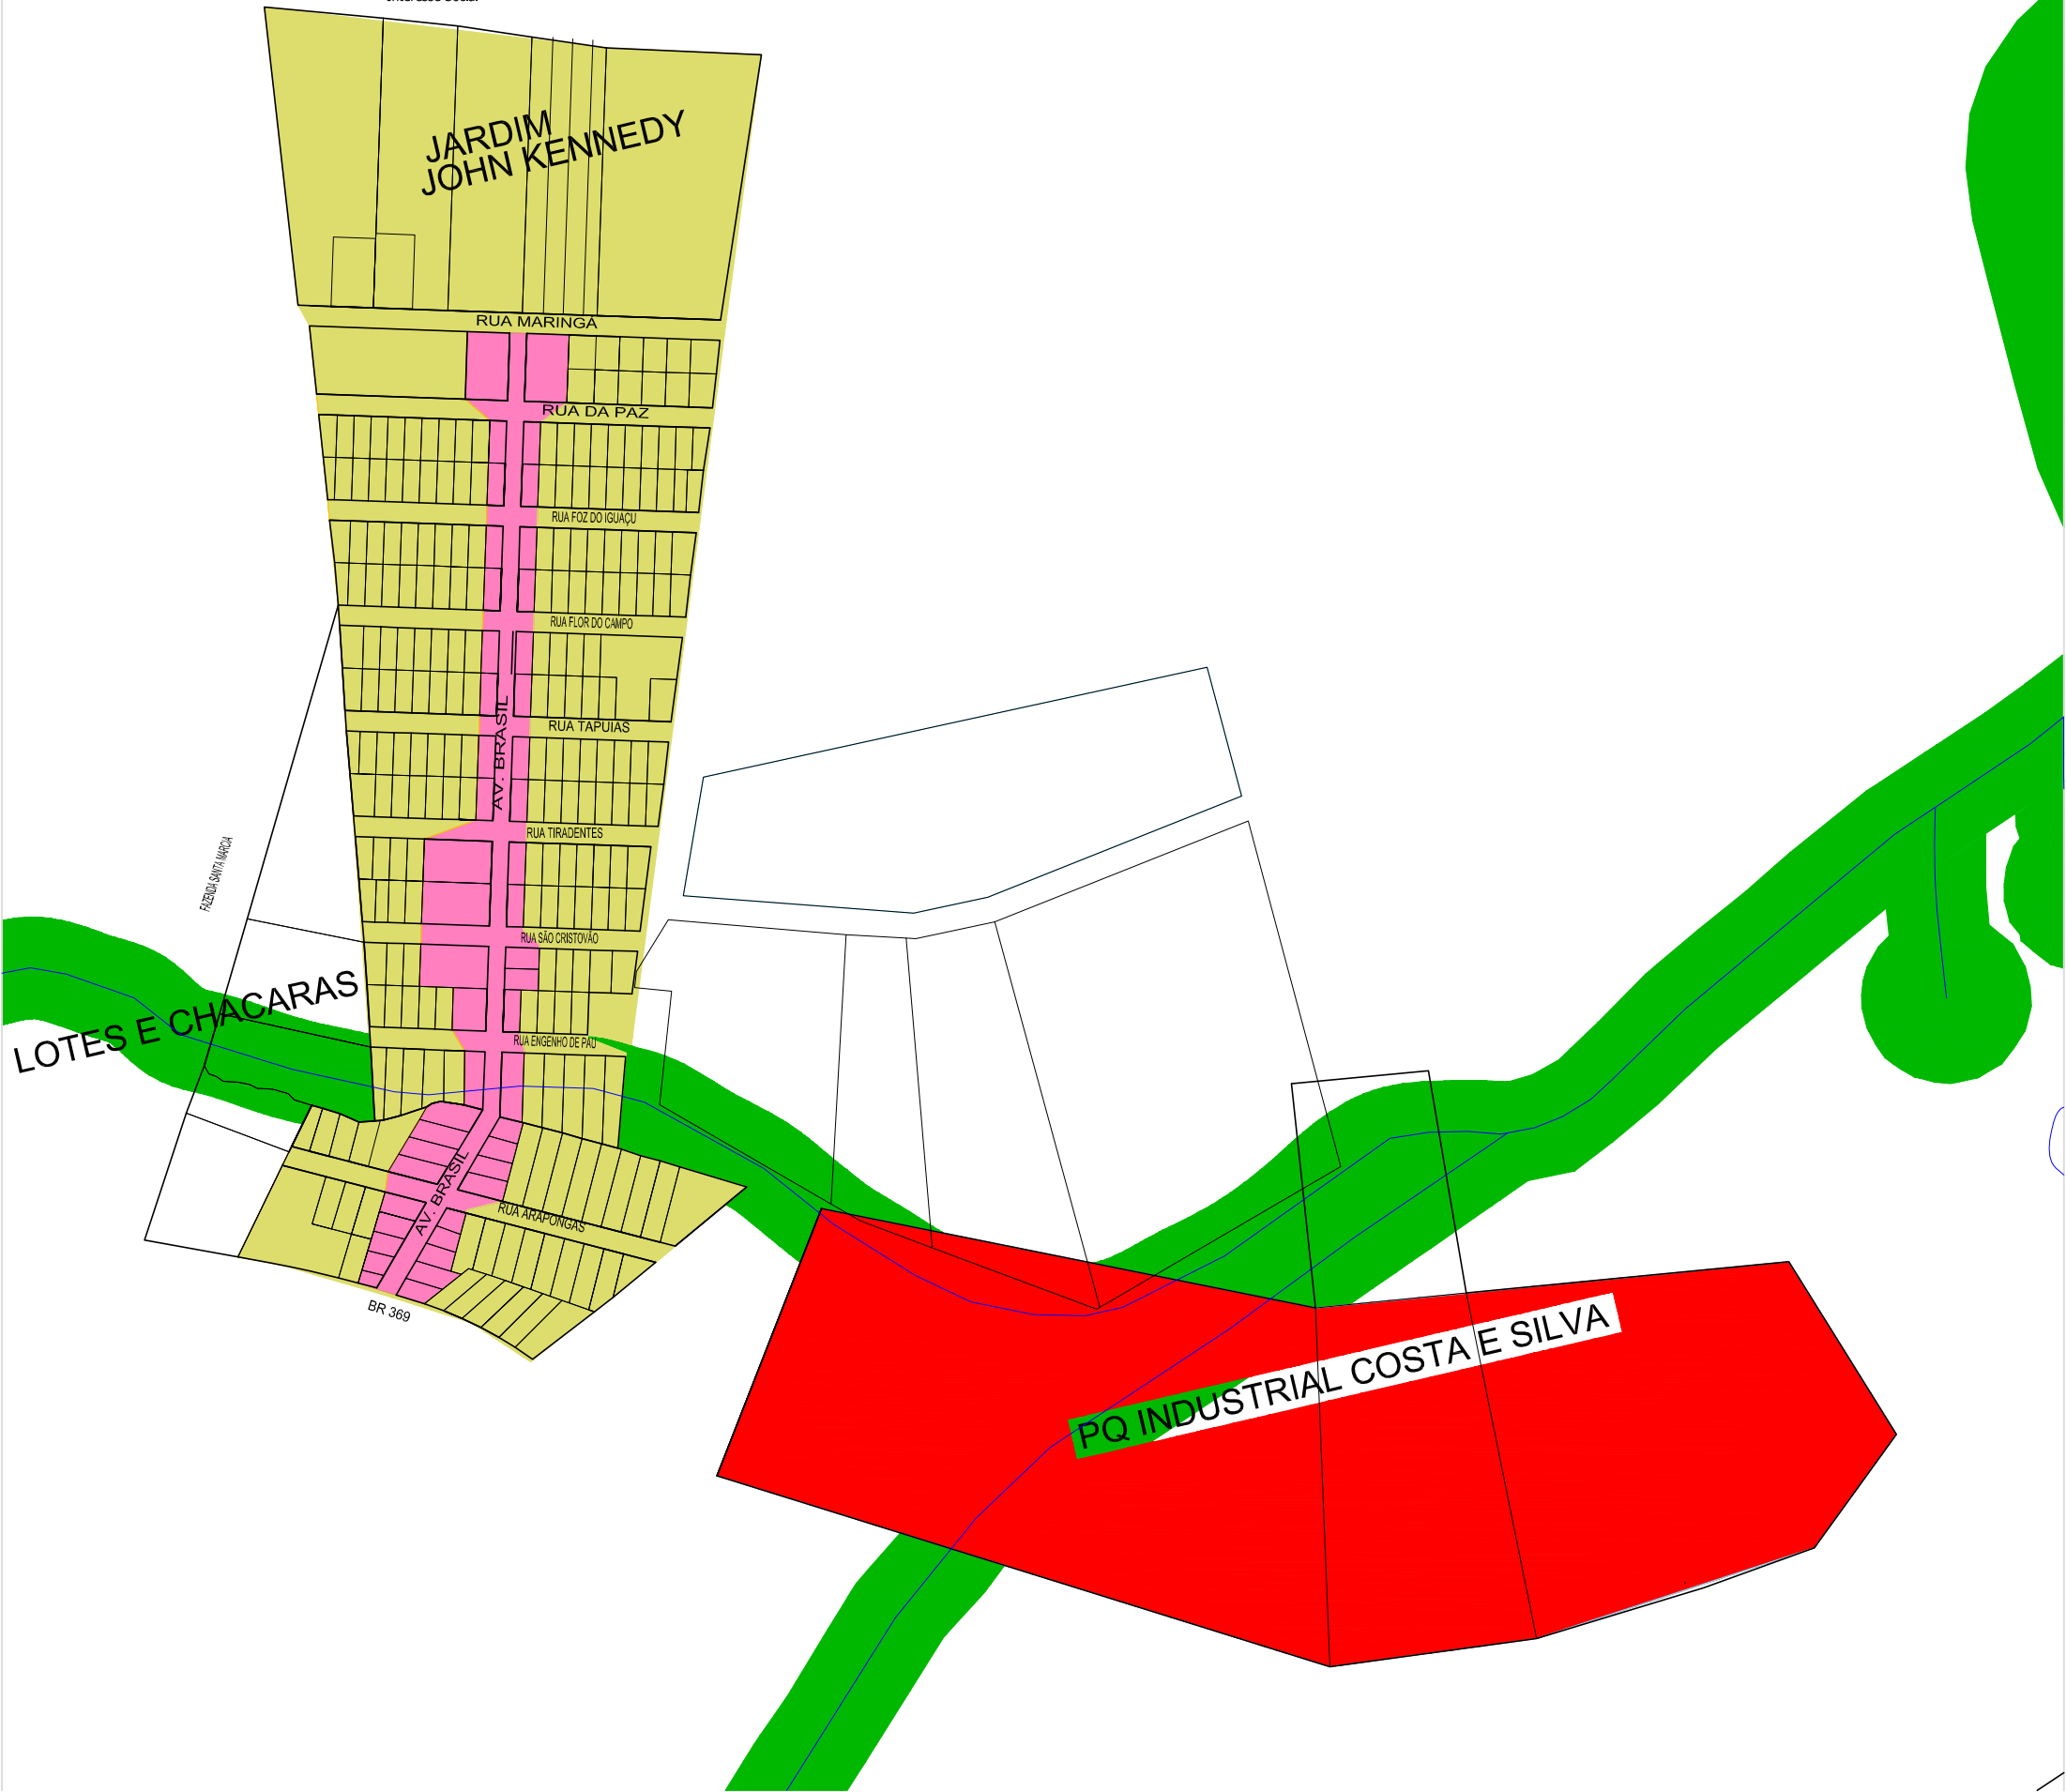 JARDIM
JOHN KENNEDY
RUA MARINGÁ
RUA DA PAZ
RUA FOZ DO IGUAÇU
RUA FLOR DO CAMPO
RUA TAPUIAS
AV. BRASIL
RUA TIRADENTES
FAZENDA SANTA MARCIA
RUA SÃO CRISTOVÃO
LOTES E CHACARAS
RUA ENGENHO DE PAU
AV. BRASIL
RUA ARAPONGAS
BR 369
PQ INDUSTRIAL COSTA E SILVA